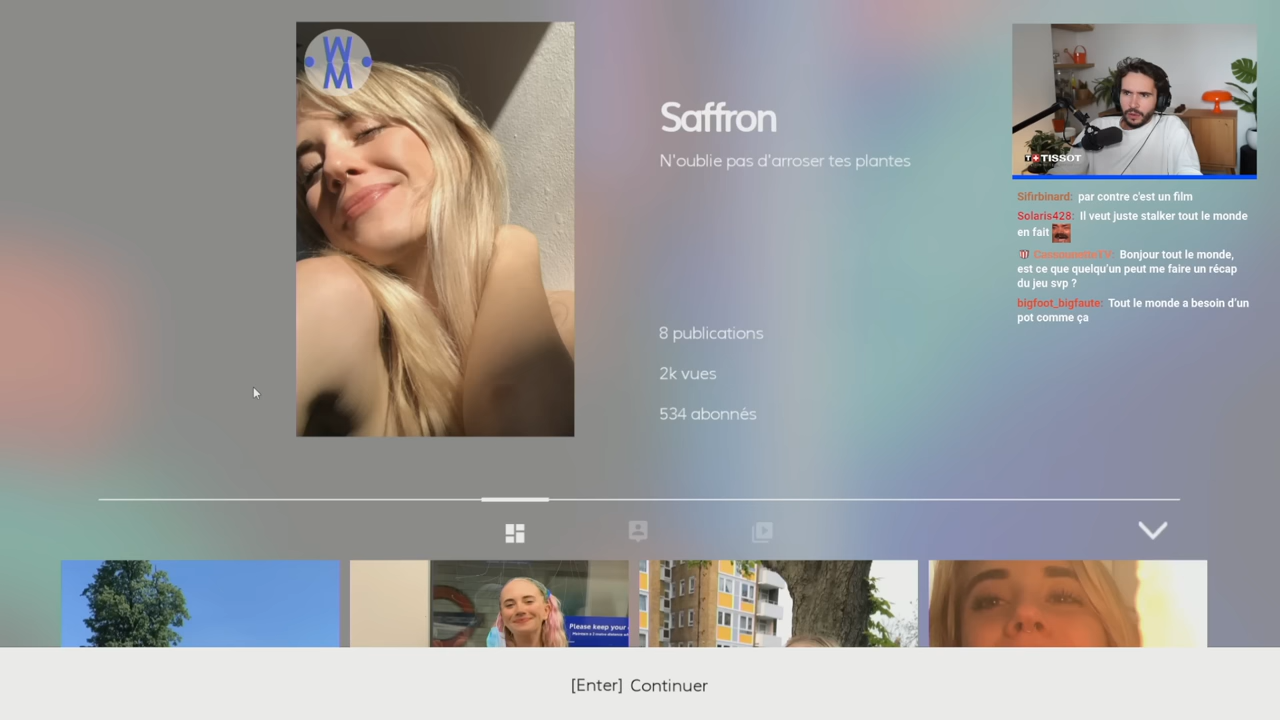 WM
Saffron
N'oublie pas d'arroser tes plantes
8 publications
2k vues
534 abonnés
Please keep your
[Enter] Continuer
T+TISSOT
Sifirbinard: par contre c'est un film
Solaris428: Il veut juste stalker tout le monde
en fait
Bonjour tout le monde,
est ce que quelqu'un peut me faire un récap
du jeu svp ?
bigfoot_bigfaute: Tout le monde a besoin d'un
pot comme ça